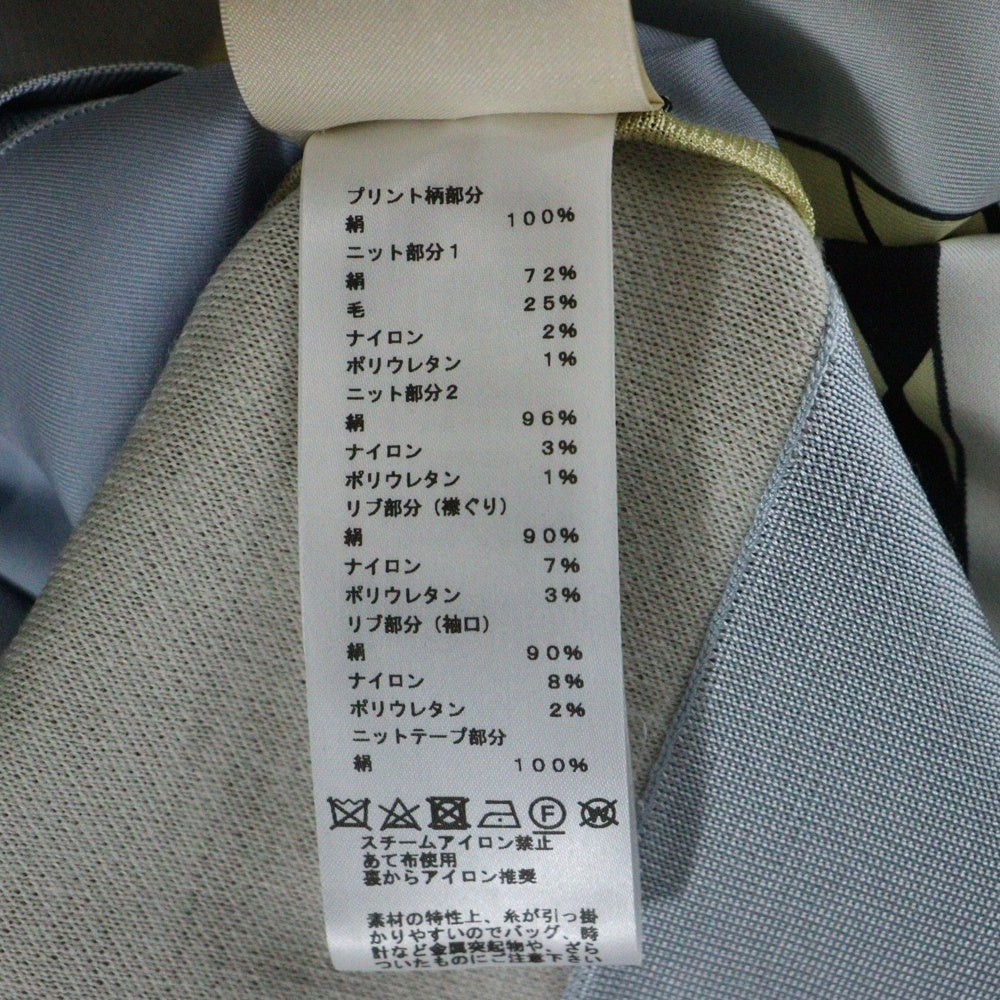 プリント柄部分
絹 100%
ニット部分1
絹 72%
毛 25%
ナイロン 2%
ポリウレタン 1%
ニット部分2
絹 96%
ナイロン 3%
ポリウレタン 1%
リブ部分(襟ぐり)
絹 90%
ナイロン 7%
ポリウレタン 3%
リブ部分(袖口)
絹 90%
ナイロン 8%
ポリウレタン 2%
ニットテープ部分
絹 100%
F W
スチームアイロン禁止
あて布使用
裏からアイロン推奨
素材の特性上、糸が引っ掛
かりやすいのでバッグ、時
計など金属突起物や、ざら
ついたものにご注意下さい